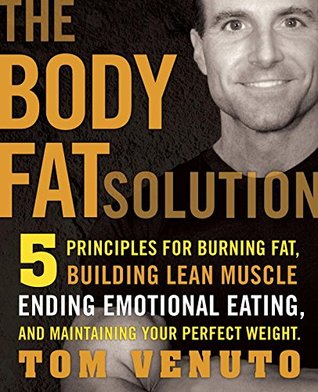 THE
BODY
FAT SOLUTION
5 PRINCIPLES FOR BURNING FAT,
BUILDING LEAN MUSCLE
ENDING EMOTIONAL EATING,
AND MAINTAINING YOUR PERFECT WEIGHT.
TOM VENUTO